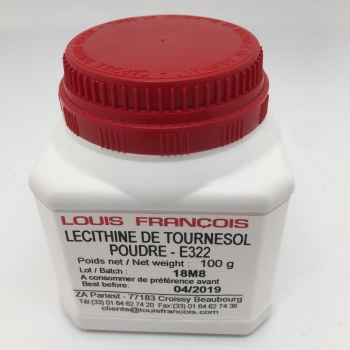 LOUIS FRANÇOIS
LECITHINE DE TOURNESOL
POUDRE - E322
Poids net / Net weight : 100 g
Lot / Batch : 18M8
A consommer de préférence avant
Best before: 04/2019
ZA Pariest - 77183 Croissy Beaubourg
Tél:(33) 01 64 62 74 20 Fax:(33) 01 64 62 74 36
clients@louisfrancois.com